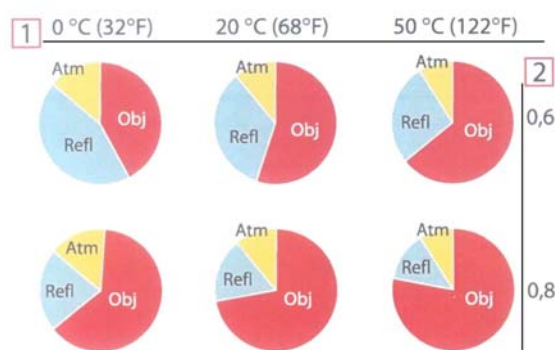 1 0 °C (32°F) 20 °C (68°F) 50 °C (122°F)
2
Atm Atm Atm
0,6
Obj Obj Obj
Refl Refl Refl
Atm Atm Atm
Refl Refl Refl
Obj Obj Obj
0,8